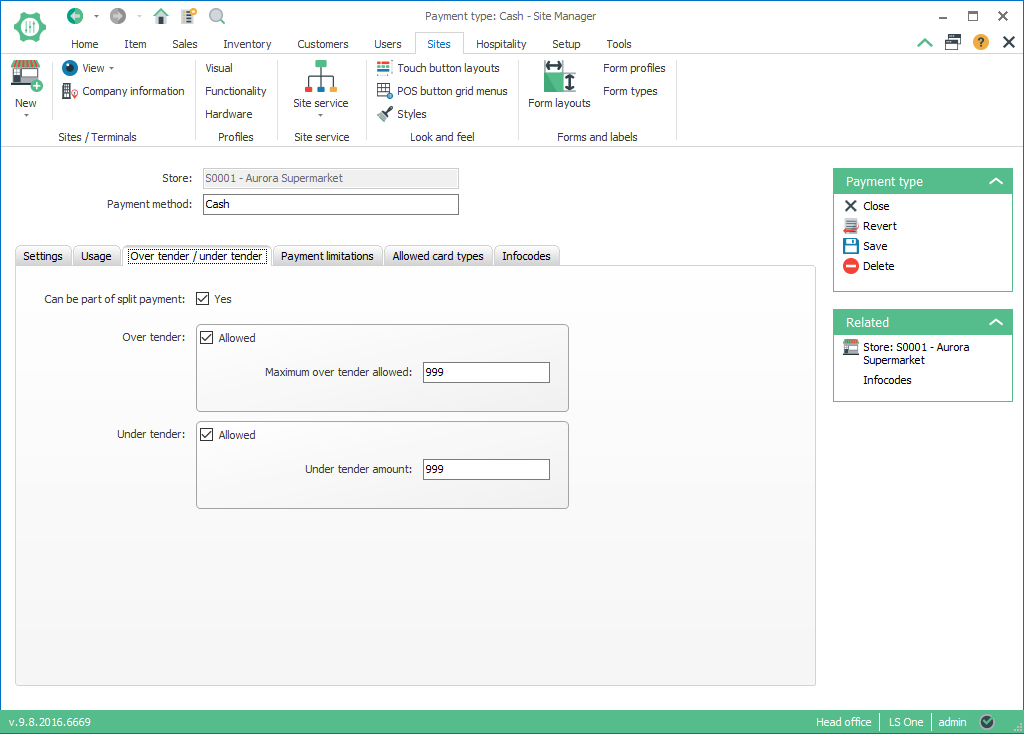 Payment type: Cash - Site Manager
Home Item Sales Inventory Customers Users Sites Hospitality Setup Tools
New
View
Company information
Sites / Terminals
Visual
Functionality
Hardware
Profiles
Site service
Site service
Touch button layouts
POS button grid menus
Styles
Look and feel
Form layouts
Form profiles
Form types
Forms and labels
Store: S0001 - Aurora Supermarket
Payment method: Cash
Settings Usage Over tender / under tender Payment limitations Allowed card types Infocodes
Can be part of split payment: Yes
Over tender: Allowed
Maximum over tender allowed: 999
Under tender: Allowed
Under tender amount: 999
Payment type
Close
Revert
Save
Delete
Related
Store: S0001 - Aurora
Supermarket
Infocodes
v.9.8.2016.6669 Head office LS One admin